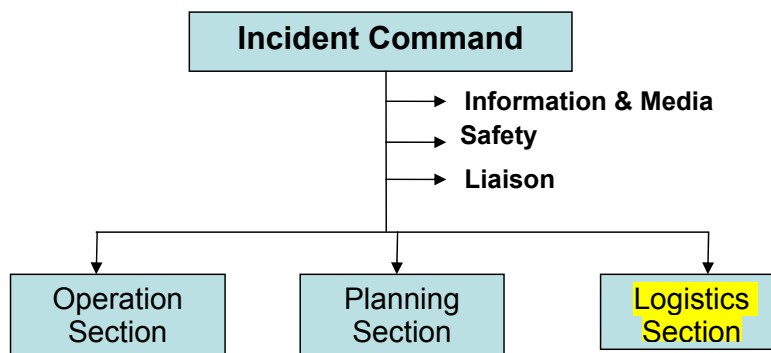 Incident Command
Information & Media
Safety
Liaison
Operation
Section
Planning
Section
Logistics
Section